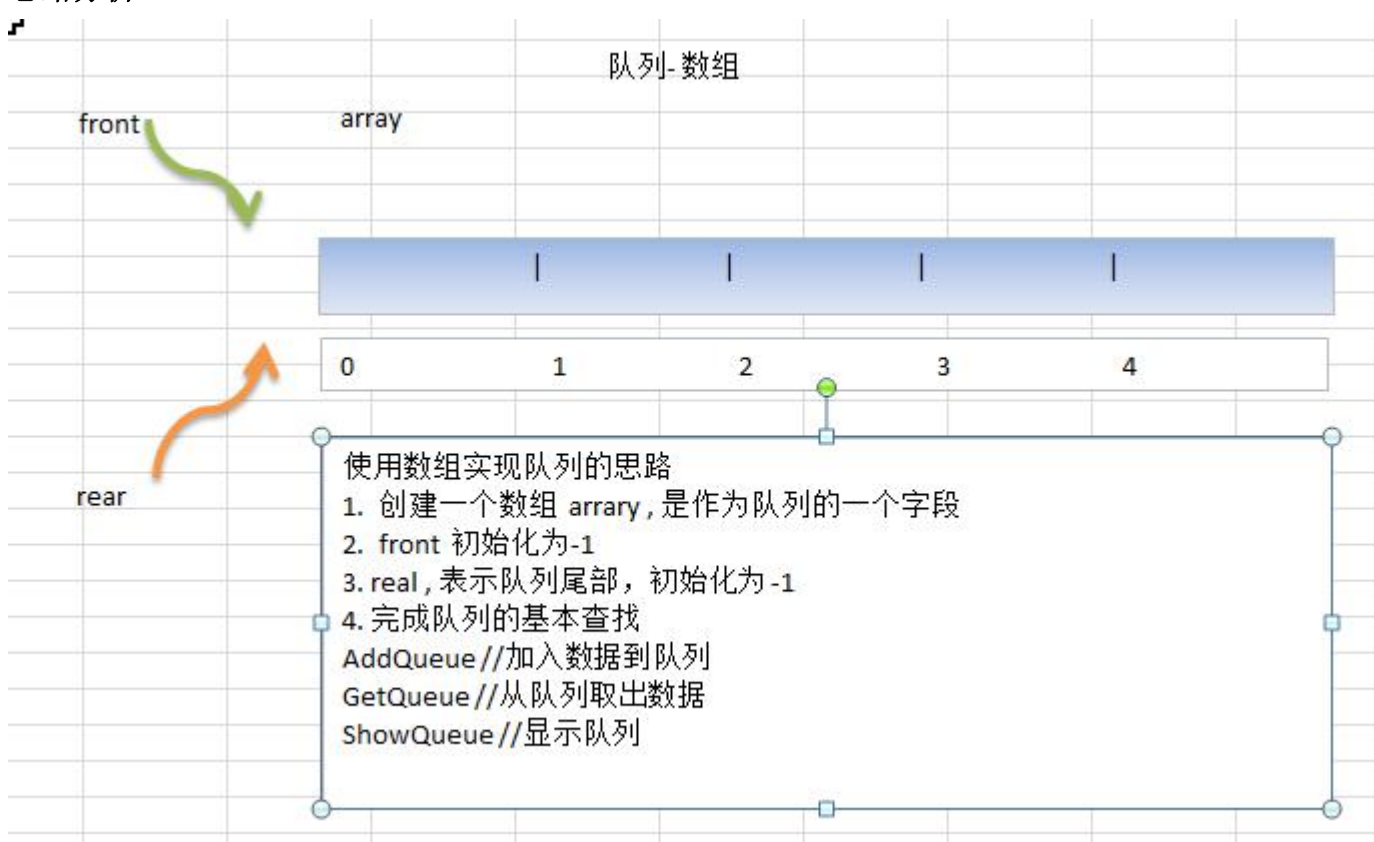 队列-数组
front
array
0 1 2 3 4
rear
使用数组实现队列的思路
1. 创建一个数组 arrary , 是作为队列的一个字段
2. front 初始化为-1
3. real , 表示队列尾部，初始化为 -1
4. 完成队列的基本查找
AddQueue //加入数据到队列
GetQueue //从队列取出数据
ShowQueue //显示队列